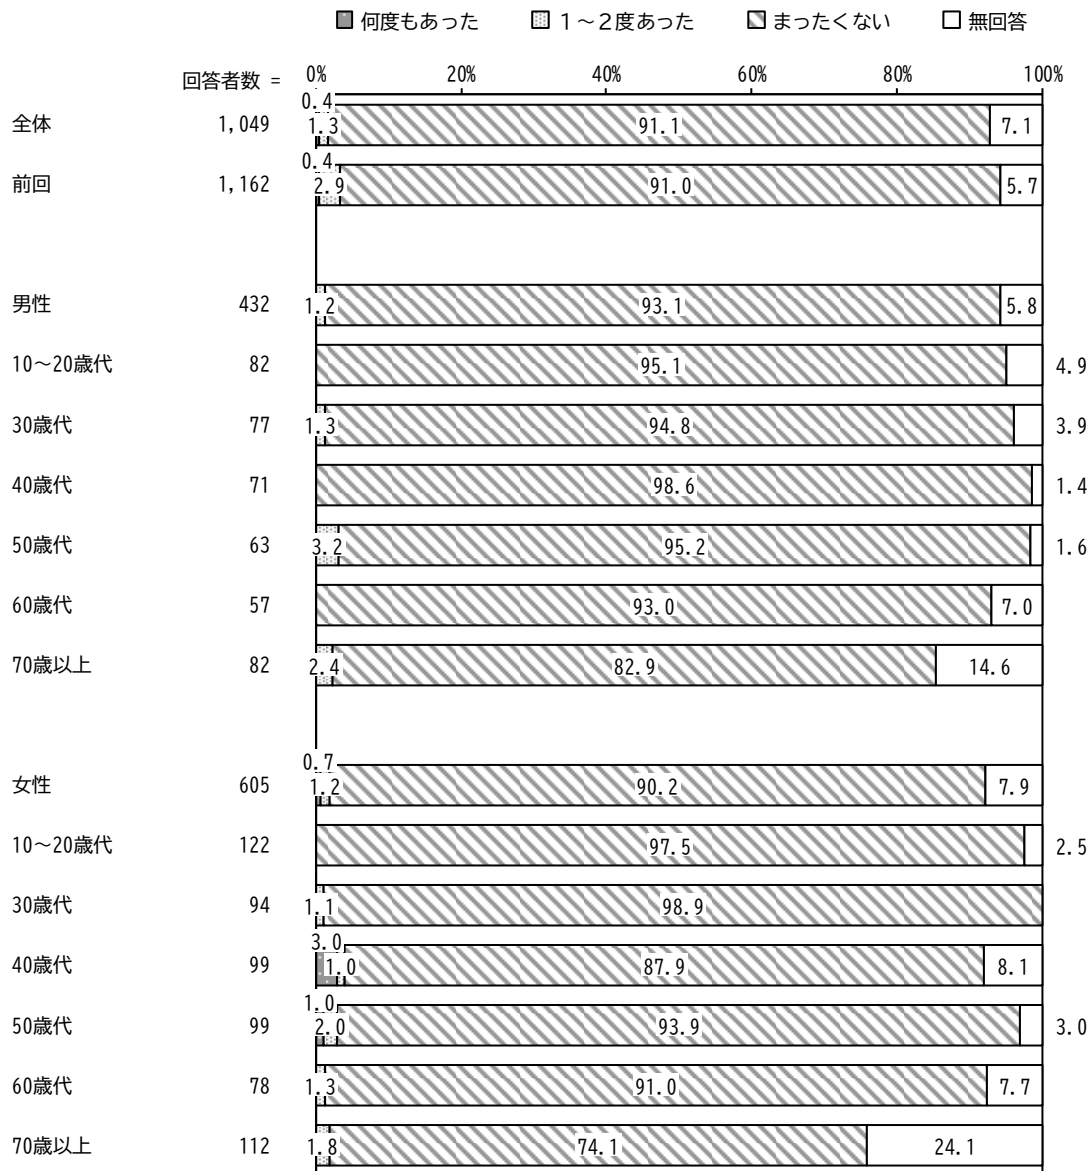 何度もあった １～２度あった まったくない 無回答
回答者数 = 0% 20% 40% 60% 80% 100%
全体 1,049 0.4 1.3 91.1 7.1
前回 1,162 0.4 2.9 91.0 5.7
男性 432 1.2 93.1 5.8
10～20歳代 82 95.1 4.9
30歳代 77 1.3 94.8 3.9
40歳代 71 98.6 1.4
50歳代 63 3.2 95.2 1.6
60歳代 57 93.0 7.0
70歳以上 82 2.4 82.9 14.6
女性 605 0.7 1.2 90.2 7.9
10～20歳代 122 97.5 2.5
30歳代 94 1.1 98.9
40歳代 99 3.0 1.0 87.9 8.1
50歳代 99 1.0 2.0 93.9 3.0
60歳代 78 1.3 91.0 7.7
70歳以上 112 1.8 74.1 24.1